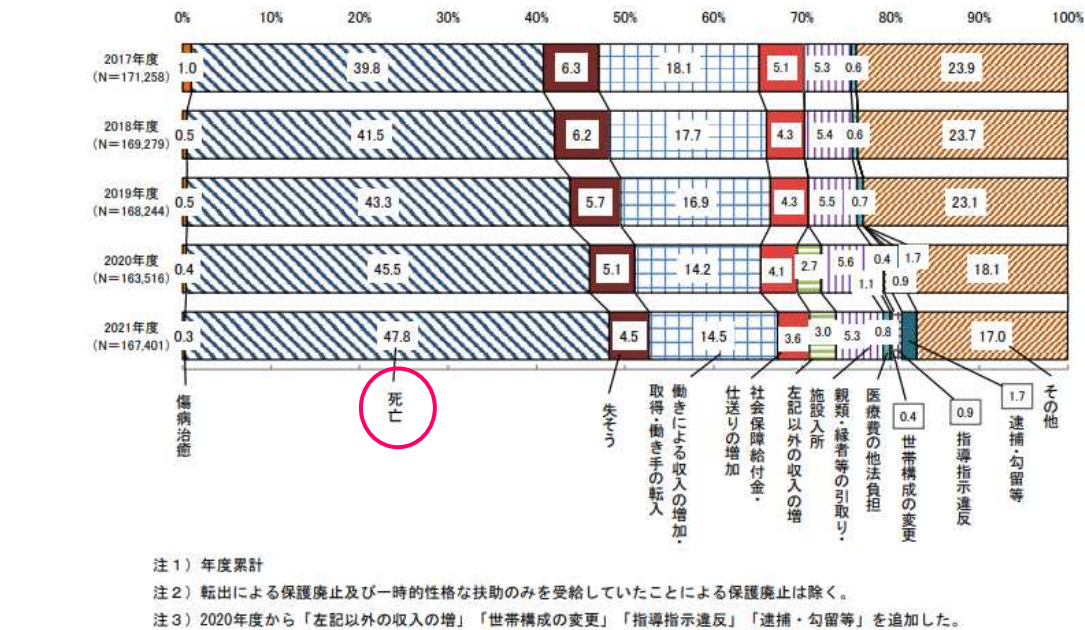 0% 10% 20% 30% 40% 50% 60% 70% 80% 90% 100%
2017年度
(N=171,258)
1.0 39.8 6.3 18.1 5.1 5.3 0.6 23.9
2018年度
(N=169,279)
0.5 41.5 6.2 17.7 4.3 5.4 0.6 23.7
2019年度
(N=168,244)
0.5 43.3 5.7 16.9 4.3 5.5 0.7 23.1
2020年度
(N=163,516)
0.4 45.5 5.1 14.2 4.1 2.7 5.6 1.1 0.4 0.9 1.7 18.1
2021年度
(N=167,401)
0.3 47.8 4.5 14.5 3.6 3.0 5.3 0.8 17.0
傷病治癒
死亡
失そう
働きによる収入の増加・
取得・働き手の転入
社会保障給付金・
仕送りの増加
左記以外の収入の増
親類・縁者等の引取り・
施設入所
医療費の他法負担
0.4
世帯構成の変更
0.9
指導指示違反
1.7
逮捕・勾留等
その他
注1）年度累計
注2）転出による保護廃止及び一時的性格な扶助のみを受給していたことによる保護廃止は除く。
注3）2020年度から「左記以外の収入の増」「世帯構成の変更」「指導指示違反」「逮捕・勾留等」を追加した。